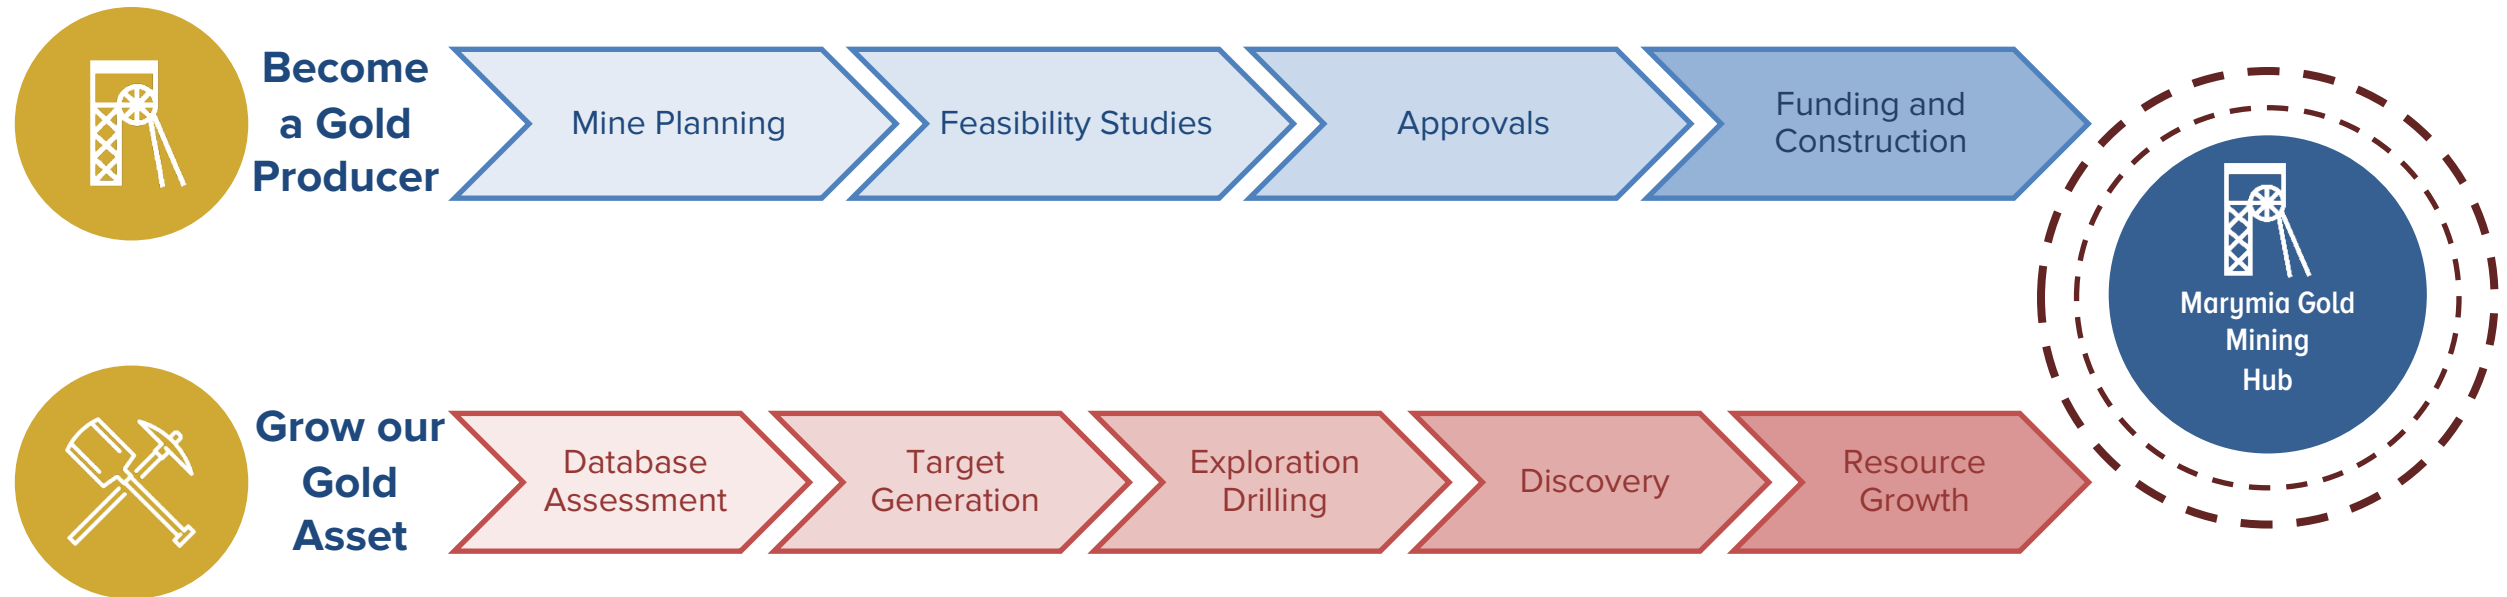 Become
a Gold
Producer
Mine Planning
Feasibility Studies
Approvals
Funding and
Construction
Grow our
Gold
Asset
Database
Assessment
Target
Generation
Exploration
Drilling
Discovery
Resource
Growth
Marymia Gold
Mining
Hub